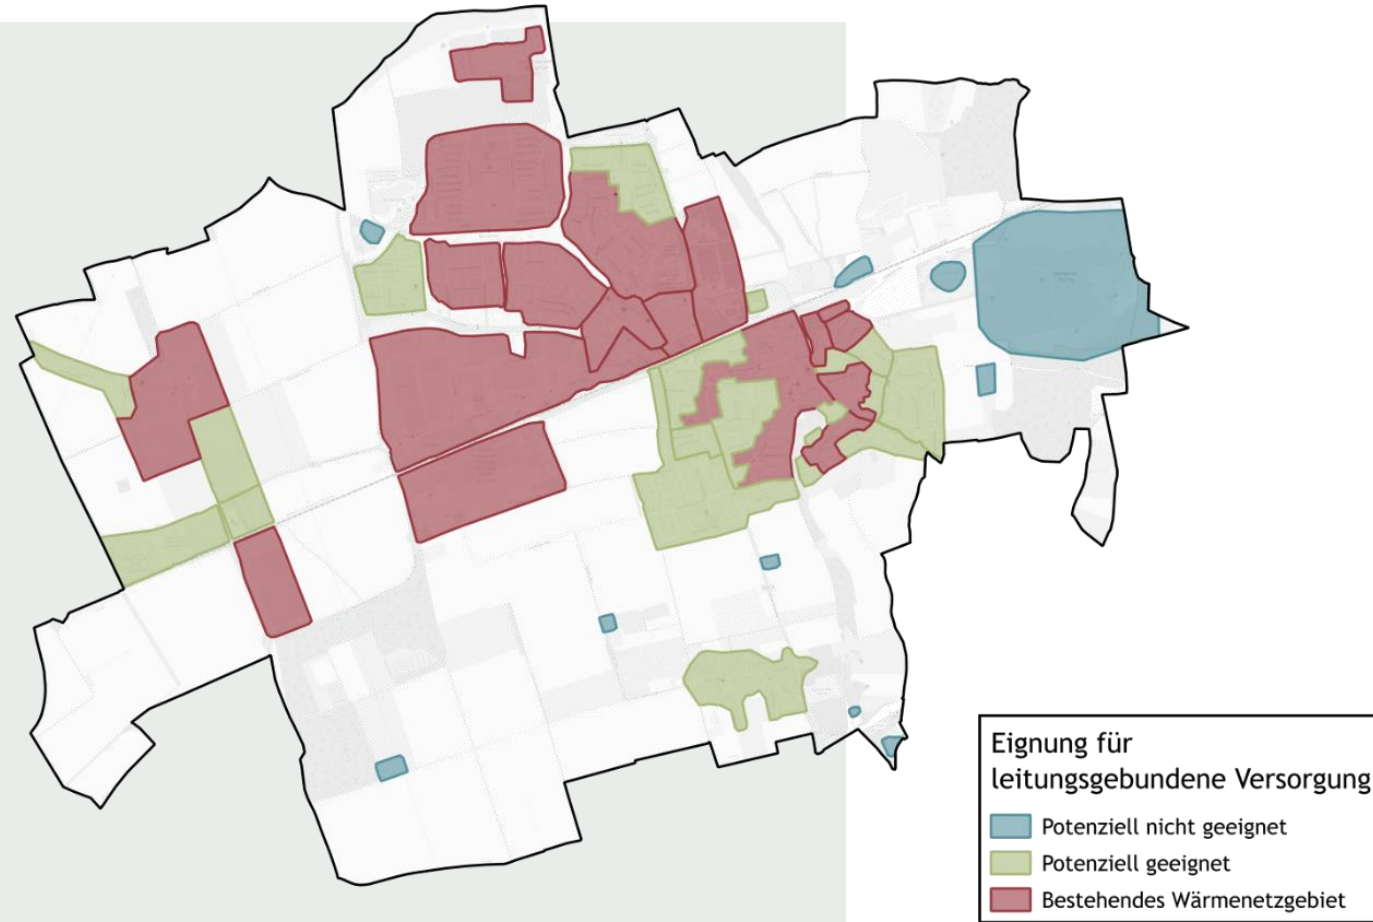 Eignung für
leitungsgebundene Versorgung
Potenziell nicht geeignet
Potenziell geeignet
Bestehendes Wärmenetzgebiet